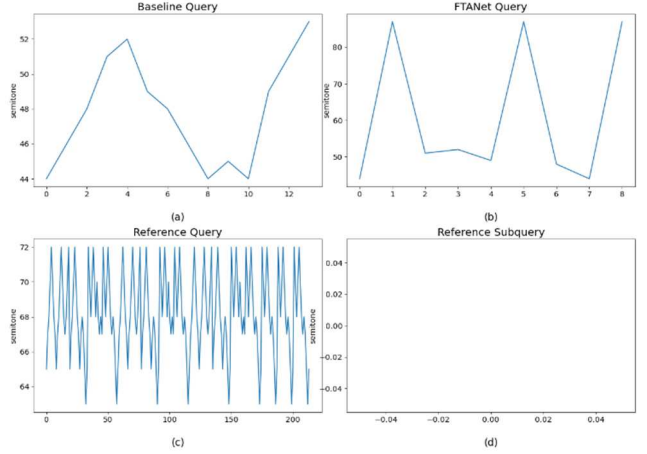 Baseline Query
52
50
48
46
44
semitone
0 2 4 6 8 10 12
(a)
FTANet Query
80
70
60
50
semitone
0 1 2 3 4 5 6 7 8
(b)
Reference Query
72
70
68
66
64
semitone
0 50 100 150 200
(c)
Reference Subquery
0.04
0.02
0.00
−0.02
−0.04
semitone
−0.04 −0.02 0.00 0.02 0.04
(d)